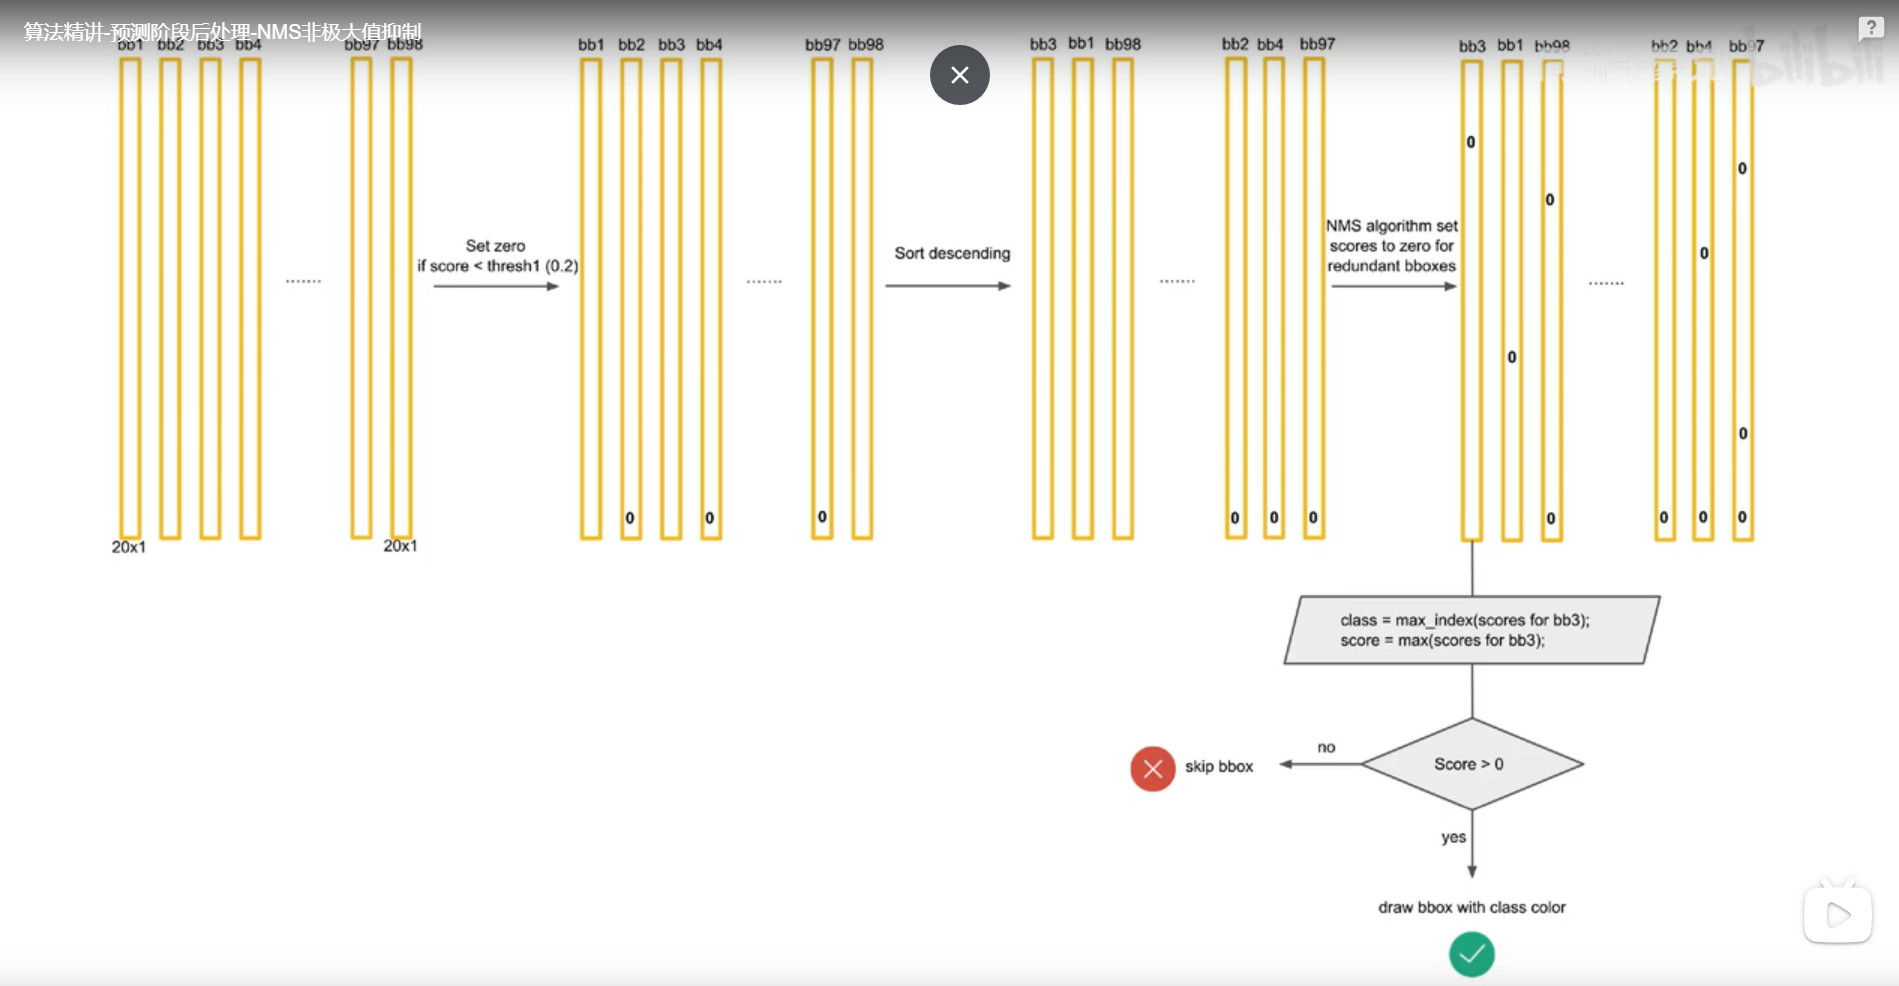 算法精讲-预测阶段后处理-NMS非极大值抑制
bb1 bb2 bb3 bb4 bb97 bb98
bb1 bb2 bb3 bb4 bb97 bb98
bb3 bb1 bb98 bb2 bb4 bb97
bb3 bb1 bb98 bb2 bb4 bb97
Set zero
if score < thresh1 (0.2)
.......
.......
Sort descending
.......
NMS algorithm set
scores to zero for
redundant bboxes
.......
0
0
0
0
0
0
0 0 0
0 0 0
0 0 0 0
20x1 20x1
class = max_index(scores for bb3);
score = max(scores for bb3);
Score > 0
no
skip bbox
yes
draw bbox with class color
bilibili
?